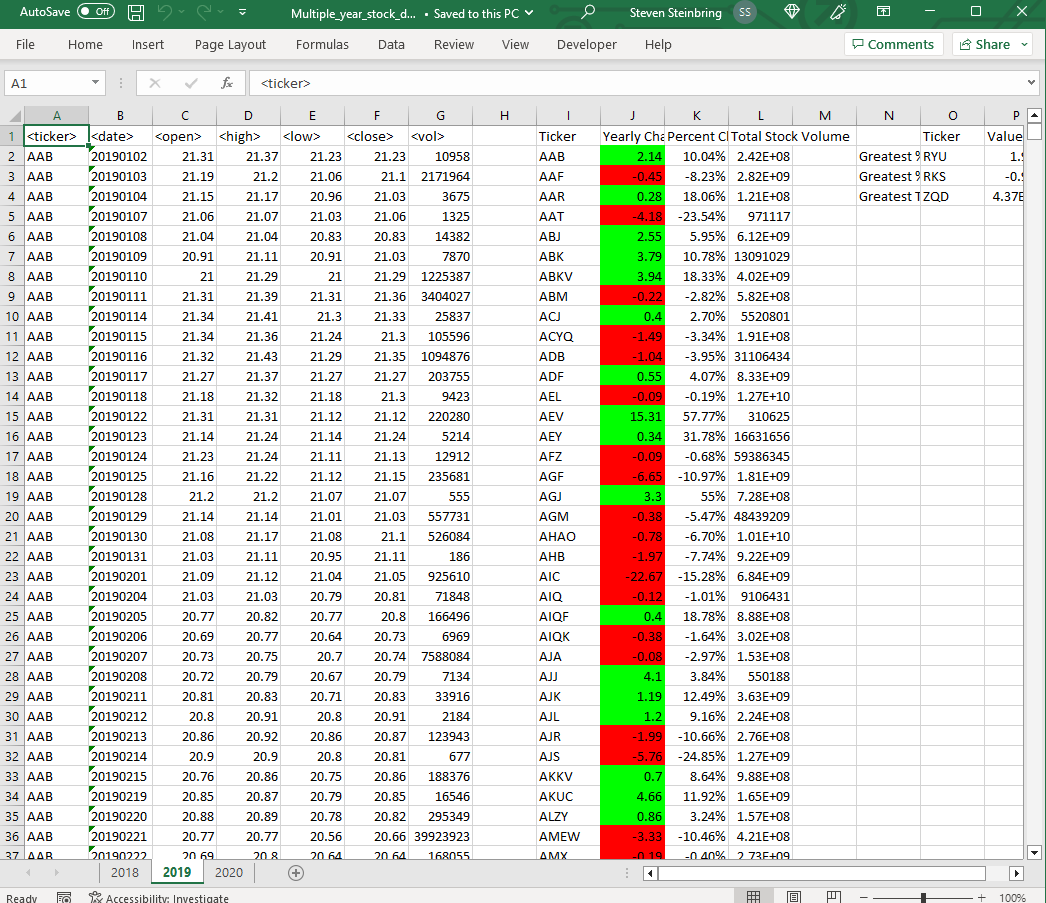 AutoSave Off Multiple_year_stock_d... • Saved to this PC Steven Steinbring SS
File Home Insert Page Layout Formulas Data Review View Developer Help Comments Share
A1 fx <ticker>
A B C D E F G H I J K L M N O P
1 <ticker> <date> <open> <high> <low> <close> <vol> Ticker Yearly Cha Percent Cl Total Stock Volume Ticker Value
2 AAB 20190102 21.31 21.37 21.23 21.23 10958 AAB 2.14 10.04% 2.42E+08 Greatest % RYU 1.9
3 AAB 20190103 21.19 21.2 21.06 21.1 2171964 AAF -0.45 -8.23% 2.82E+09 Greatest % RKS -0.9
4 AAB 20190104 21.15 21.17 20.96 21.03 3675 AAR 0.28 18.06% 1.21E+08 Greatest T ZQD 4.37E
5 AAB 20190107 21.06 21.07 21.03 21.06 1325 AAT -4.18 -23.54% 971117
6 AAB 20190108 21.04 21.04 20.83 20.83 14382 ABJ 2.55 5.95% 6.12E+09
7 AAB 20190109 20.91 21.11 20.91 21.03 7870 ABK 3.79 10.78% 13091029
8 AAB 20190110 21 21.29 21 21.29 1225387 ABKV 3.94 18.33% 4.02E+09
9 AAB 20190111 21.31 21.39 21.31 21.36 3404027 ABM -0.22 -2.82% 5.82E+08
10 AAB 20190114 21.34 21.41 21.3 21.33 25837 ACJ 0.4 2.70% 5520801
11 AAB 20190115 21.34 21.36 21.24 21.3 105596 ACYQ -1.49 -3.34% 1.91E+08
12 AAB 20190116 21.32 21.43 21.29 21.35 1094876 ADB -1.04 -3.95% 31106434
13 AAB 20190117 21.27 21.37 21.27 21.27 203755 ADF 0.55 4.07% 8.33E+09
14 AAB 20190118 21.18 21.32 21.18 21.3 9423 AEL -0.09 -0.19% 1.27E+10
15 AAB 20190122 21.31 21.31 21.12 21.12 220280 AEV 15.31 57.77% 310625
16 AAB 20190123 21.14 21.24 21.14 21.24 5214 AEY 0.34 31.78% 16631656
17 AAB 20190124 21.23 21.24 21.11 21.13 12912 AFZ -0.09 -0.68% 59386345
18 AAB 20190125 21.16 21.22 21.12 21.15 235681 AGF -6.65 -10.97% 1.81E+09
19 AAB 20190128 21.2 21.2 21.07 21.07 555 AGJ 3.3 55% 7.28E+08
20 AAB 20190129 21.14 21.14 21.01 21.03 557731 AGM -0.38 -5.47% 48439209
21 AAB 20190130 21.08 21.17 21.08 21.1 526084 AHAO -0.78 -6.70% 1.01E+10
22 AAB 20190131 21.03 21.11 20.95 21.11 186 AHB -1.97 -7.74% 9.22E+09
23 AAB 20190201 21.09 21.12 21.04 21.05 925610 AIC -22.67 -15.28% 6.84E+09
24 AAB 20190204 21.03 21.03 20.79 20.81 71848 AIQ -0.12 -1.01% 9106431
25 AAB 20190205 20.77 20.82 20.77 20.8 166496 AIQF 0.4 18.78% 8.88E+08
26 AAB 20190206 20.69 20.77 20.64 20.73 6969 AIQK -0.38 -1.64% 3.02E+08
27 AAB 20190207 20.73 20.75 20.7 20.74 7588084 AJA -0.08 -2.97% 1.53E+08
28 AAB 20190208 20.72 20.79 20.67 20.79 7134 AJJ 4.1 3.84% 550188
29 AAB 20190211 20.81 20.83 20.71 20.83 33916 AJK 1.19 12.49% 3.63E+09
30 AAB 20190212 20.8 20.91 20.8 20.91 2184 AJL 1.2 9.16% 2.24E+08
31 AAB 20190213 20.86 20.92 20.86 20.87 123943 AJR -1.99 -10.66% 2.76E+08
32 AAB 20190214 20.9 20.9 20.8 20.81 677 AJS -5.76 -24.85% 1.27E+09
33 AAB 20190215 20.76 20.86 20.75 20.86 188376 AKKV 0.7 8.64% 9.88E+08
34 AAB 20190219 20.85 20.87 20.79 20.85 16546 AKUC 4.66 11.92% 1.65E+09
35 AAB 20190220 20.88 20.89 20.78 20.82 295349 ALZY 0.86 3.24% 1.57E+08
36 AAB 20190221 20.77 20.77 20.56 20.66 39923923 AMEW -3.33 -10.46% 4.21E+08
37 AAB 20190222 20.69 20.8 20.64 20.64 168055 AMX -0.19 -0.40% 2.73E+09
2018 2019 2020
Ready Accessibility: Investigate 100%